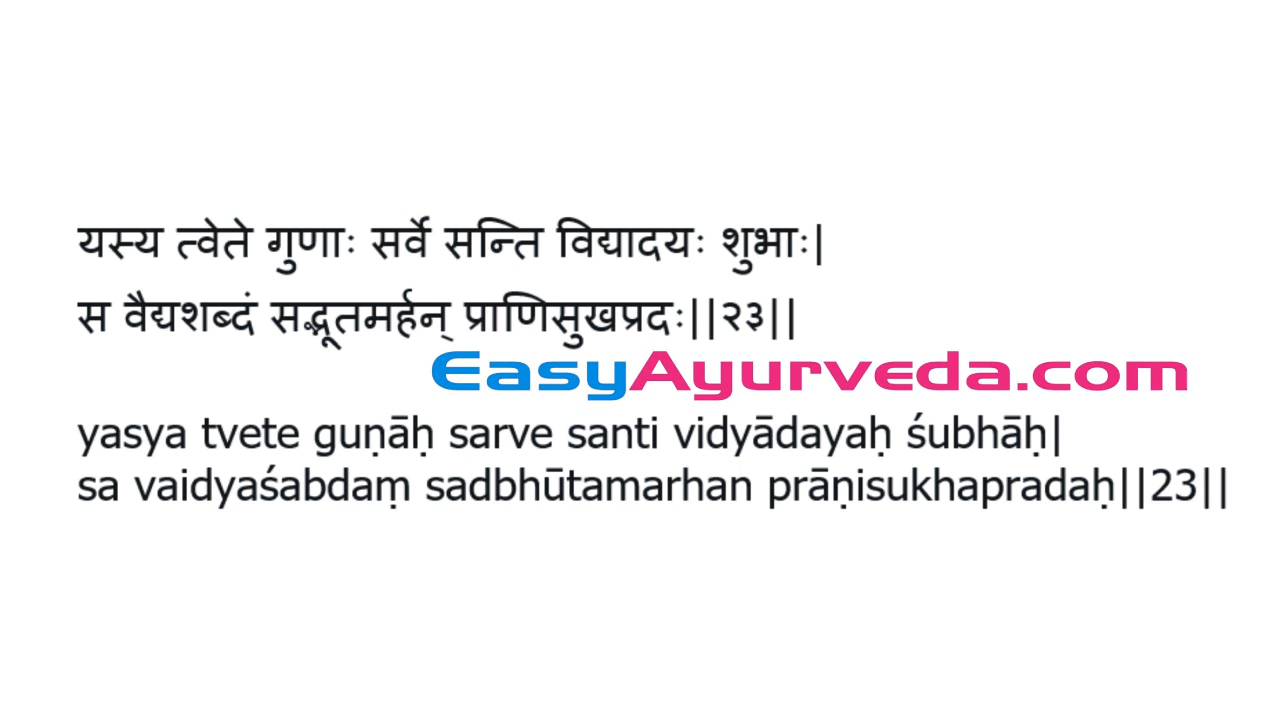 यस्य त्वेते गुणाः सर्वे सन्ति विद्यादयः शुभाः|
स वैद्यशब्दं सद्भूतमर्हन् प्राणिसुखप्रदः||२३||
EasyAyurveda.com
yasya tvete guṇāḥ sarve santi vidyādayaḥ śubhāḥ|
sa vaidyaśabdaṃ sadbhūtamarhan prāṇisukhapradaḥ||23||